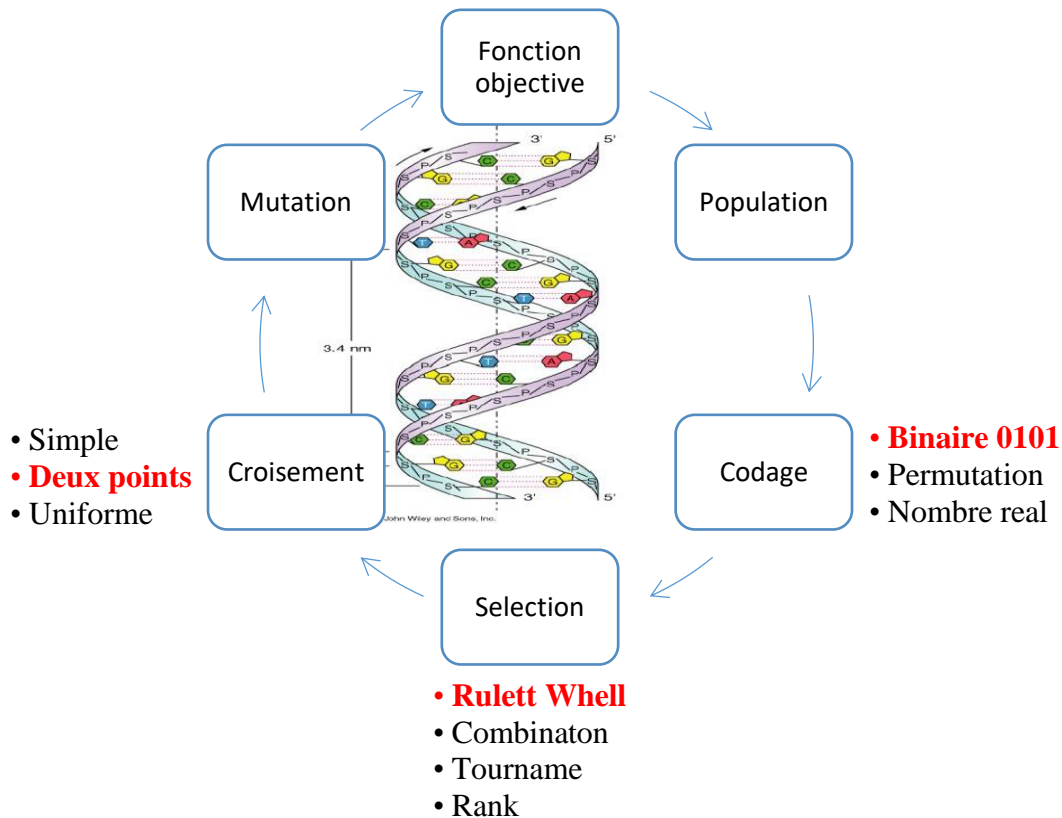 Fonction
objective
Population
Codage
• Binaire 0101
• Permutation
• Nombre real
Selection
• Rulett Whell
• Combinaton
• Tourname
• Rank
Croisement
• Simple
• Deux points
• Uniforme
Mutation
3' 5'
3.4 nm
3' 5'
John Wiley and Sons, Inc.